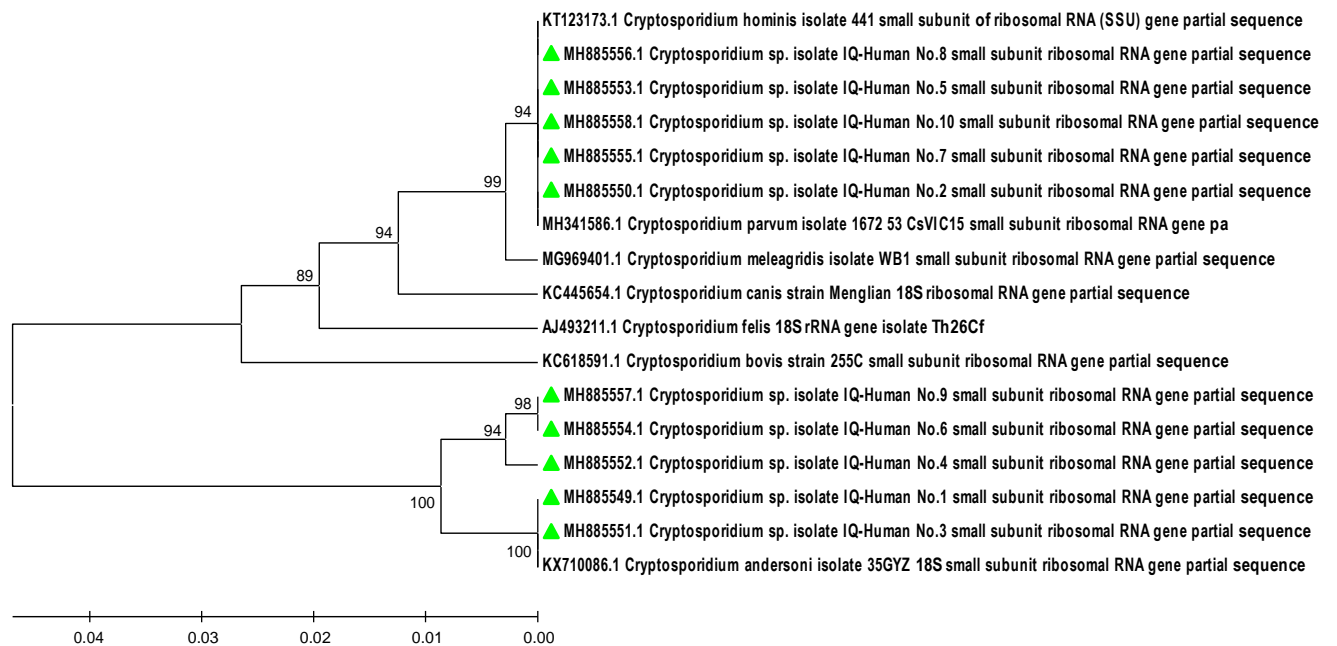 KT123173.1 Cryptosporidium hominis isolate 441 small subunit of ribosomal RNA (SSU) gene partial sequence
MH885556.1 Cryptosporidium sp. isolate IQ-Human No.8 small subunit ribosomal RNA gene partial sequence
MH885553.1 Cryptosporidium sp. isolate IQ-Human No.5 small subunit ribosomal RNA gene partial sequence
94
MH885558.1 Cryptosporidium sp. isolate IQ-Human No.10 small subunit ribosomal RNA gene partial sequence
MH885555.1 Cryptosporidium sp. isolate IQ-Human No.7 small subunit ribosomal RNA gene partial sequence
99
MH885550.1 Cryptosporidium sp. isolate IQ-Human No.2 small subunit ribosomal RNA gene partial sequence
MH341586.1 Cryptosporidium parvum isolate 1672 53 CsVIC15 small subunit ribosomal RNA gene pa
94
MG969401.1 Cryptosporidium meleagridis isolate WB1 small subunit ribosomal RNA gene partial sequence
89
KC445654.1 Cryptosporidium canis strain Menglian 18S ribosomal RNA gene partial sequence
AJ493211.1 Cryptosporidium felis 18S rRNA gene isolate Th26Cf
KC618591.1 Cryptosporidium bovis strain 255C small subunit ribosomal RNA gene partial sequence
MH885557.1 Cryptosporidium sp. isolate IQ-Human No.9 small subunit ribosomal RNA gene partial sequence
98
94
MH885554.1 Cryptosporidium sp. isolate IQ-Human No.6 small subunit ribosomal RNA gene partial sequence
MH885552.1 Cryptosporidium sp. isolate IQ-Human No.4 small subunit ribosomal RNA gene partial sequence
100
MH885549.1 Cryptosporidium sp. isolate IQ-Human No.1 small subunit ribosomal RNA gene partial sequence
MH885551.1 Cryptosporidium sp. isolate IQ-Human No.3 small subunit ribosomal RNA gene partial sequence
100
KX710086.1 Cryptosporidium andersoni isolate 35GYZ 18S small subunit ribosomal RNA gene partial sequence
0.04 0.03 0.02 0.01 0.00